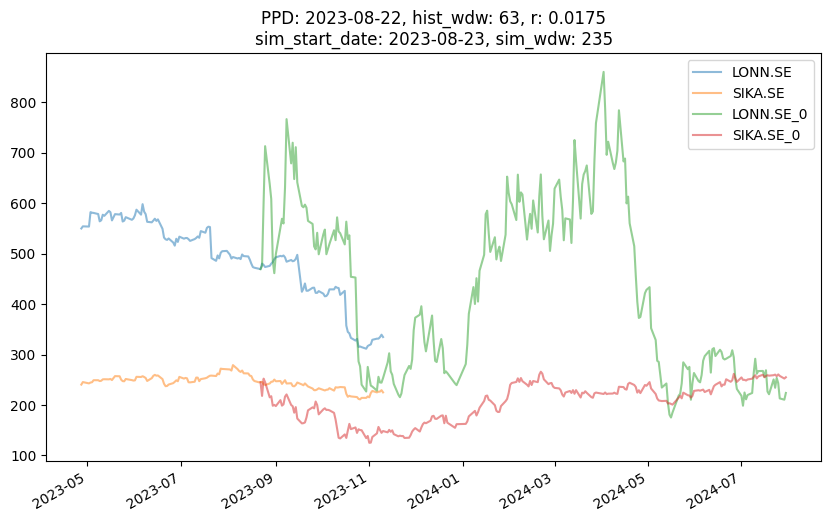 PPD: 2023-08-22, hist_wdw: 63, r: 0.0175
sim_start_date: 2023-08-23, sim_wdw: 235
LONN.SE
SIKA.SE
LONN.SE_0
SIKA.SE_0
800
700
600
500
400
300
200
100
2023-05
2023-07
2023-09
2023-11
2024-01
2024-03
2024-05
2024-07